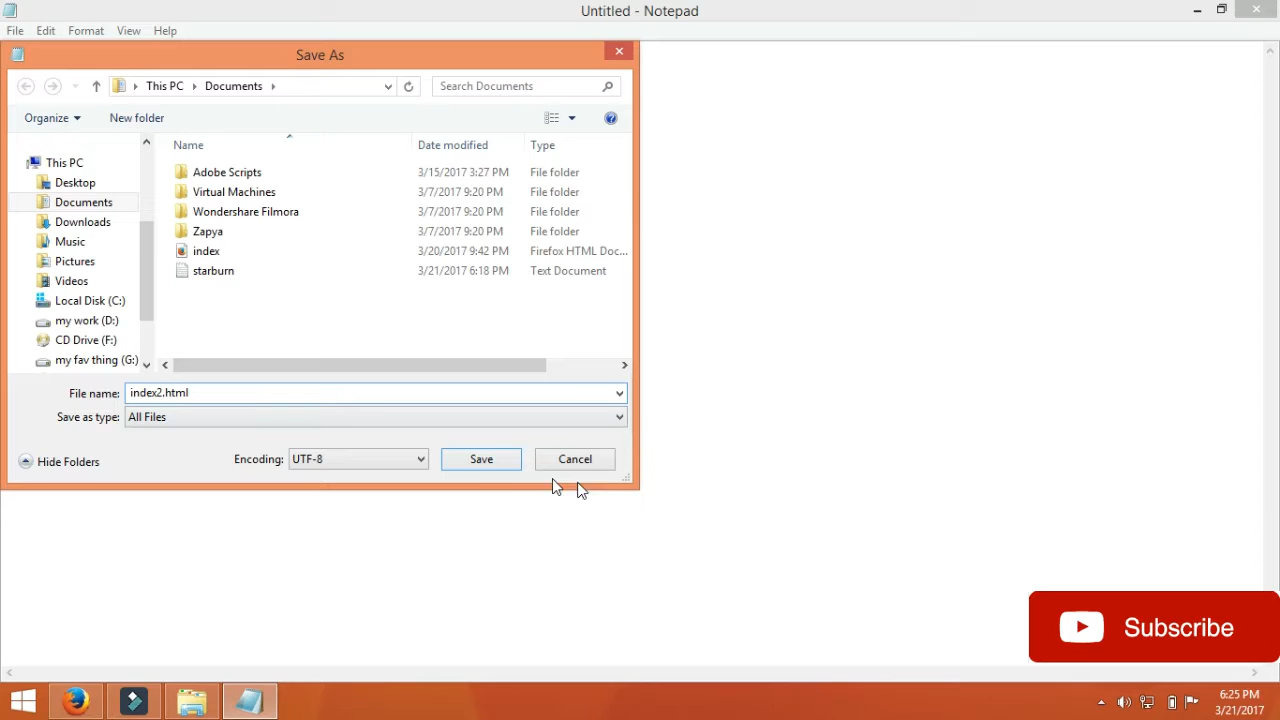 Untitled - Notepad
File Edit Format View Help
Save As
This PC Documents
Search Documents
Organize New folder
Name Date modified Type
This PC
Desktop
Documents
Downloads
Music
Pictures
Videos
Local Disk (C:)
my work (D:)
CD Drive (F:)
my fav thing (G:)
Adobe Scripts 3/15/2017 3:27 PM File folder
Virtual Machines 3/7/2017 9:20 PM File folder
Wondershare Filmora 3/7/2017 9:20 PM File folder
Zapya 3/7/2017 9:20 PM File folder
index 3/20/2017 9:42 PM Firefox HTML Doc...
starburn 3/21/2017 6:18 PM Text Document
File name: index2.html
Save as type: All Files
Hide Folders Encoding: UTF-8 Save Cancel
Subscribe
6:25 PM
3/21/2017